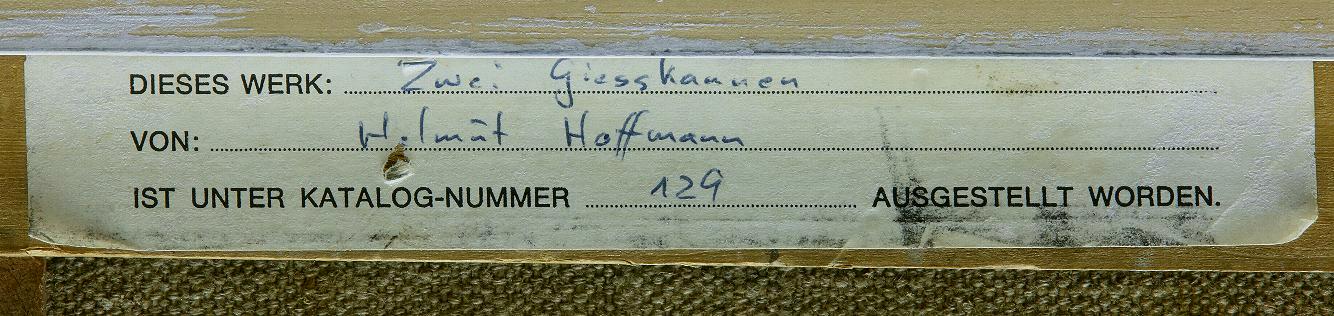 DIESES WERK: Zwei Giesskannen
VON: Helmut Hoffmann
IST UNTER KATALOG-NUMMER 129 AUSGESTELLT WORDEN.